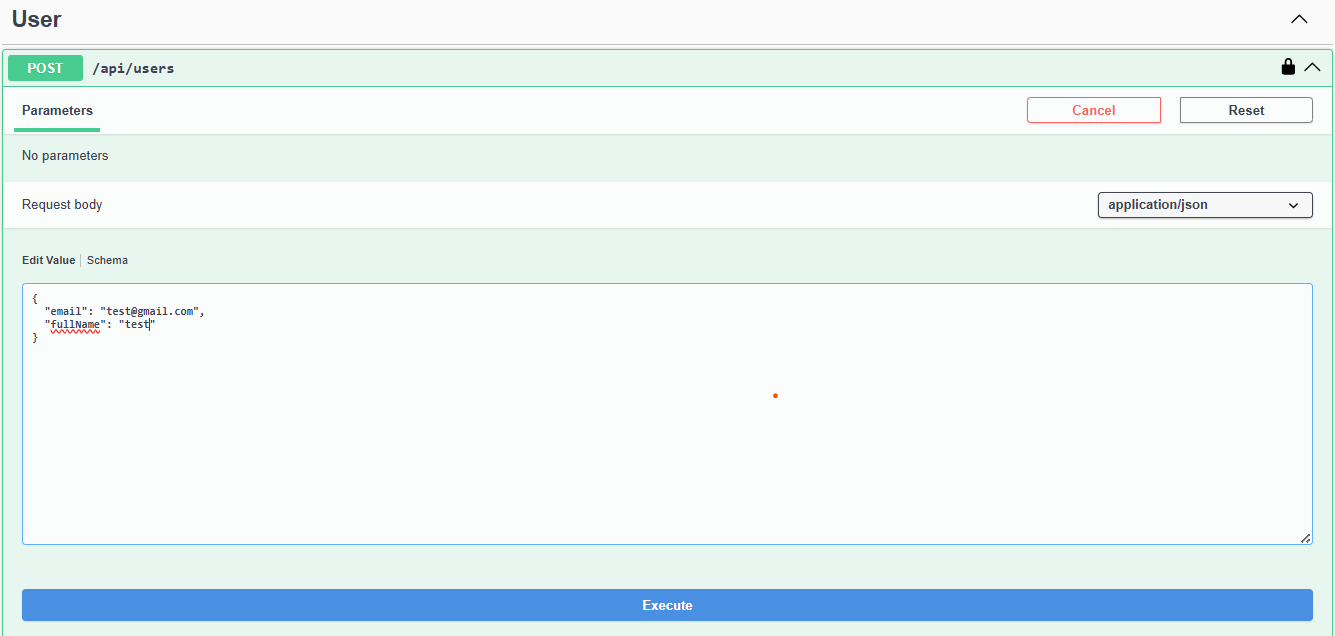 User
POST /api/users
Parameters Cancel Reset
No parameters
Request body application/json
Edit Value Schema
{
"email": "test@gmail.com",
"fullName": "test"
}
Execute